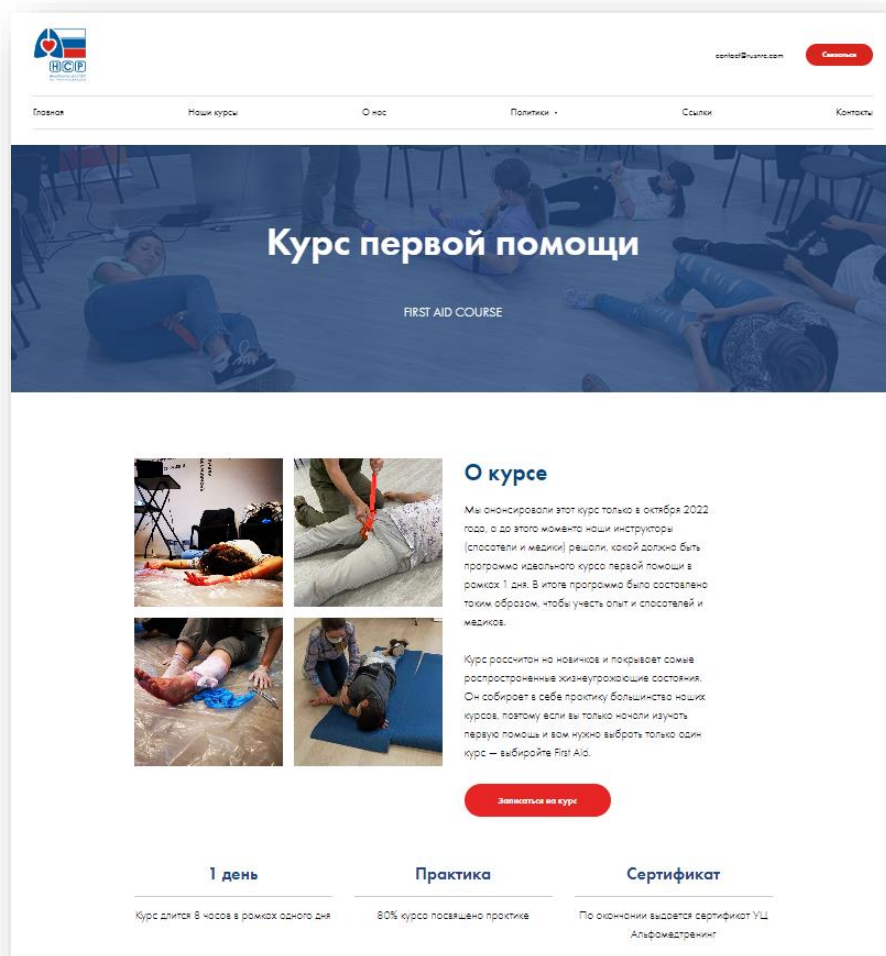 НСР
contact@rusnrc.com
Связаться
Главная
Наши курсы
О нас
Политики
Ссылки
Контакты
Курс первой помощи
FIRST AID COURSE
О курсе
Мы анонсировали этот курс только в октября 2022
года, а до этого момента наши инструкторы
(спасатели и медики) решали, какой должна быть
программа идеального курса первой помощи в
рамках 1 дня. В итоге программа была составлена
таким образом, чтобы учесть опыт и спасателей и
медиков.
Курс рассчитан на новичков и покрывает самые
распространенные жизнеугрожающие состояния.
Он собирает в себе практику большинства наших
курсов, поэтому если вы только начали изучать
первую помощь и вам нужно выбрать только один
курс — выбирайте First Aid.
Записаться на курс
1 день
Курс длится 8 часов в рамках одного дня
Практика
80% курса посвящено практике
Сертификат
По окончании выдается сертификат УЦ
Альфамедтренинг